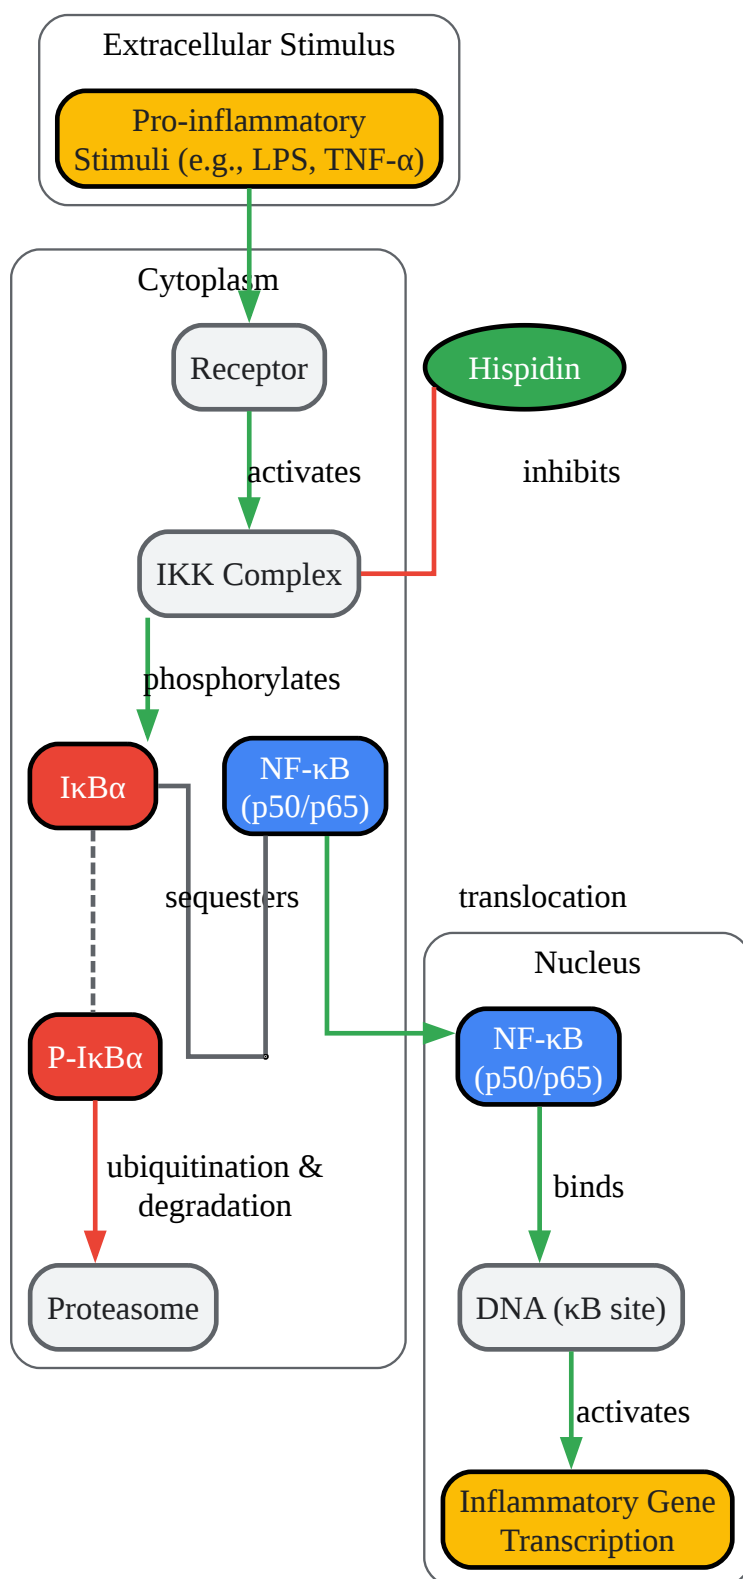 Extracellular Stimulus
Pro-inflammatory
Stimuli (e.g., LPS, TNF-α)
Cytoplasm
Receptor
Hispidin
activates
inhibits
IKK Complex
phosphorylates
IκBα
NF-κB
(p50/p65)
sequesters
translocation
Nucleus
P-IκBα
NF-κB
(p50/p65)
ubiquitination &
degradation
binds
Proteasome
DNA (κB site)
activates
Inflammatory Gene
Transcription